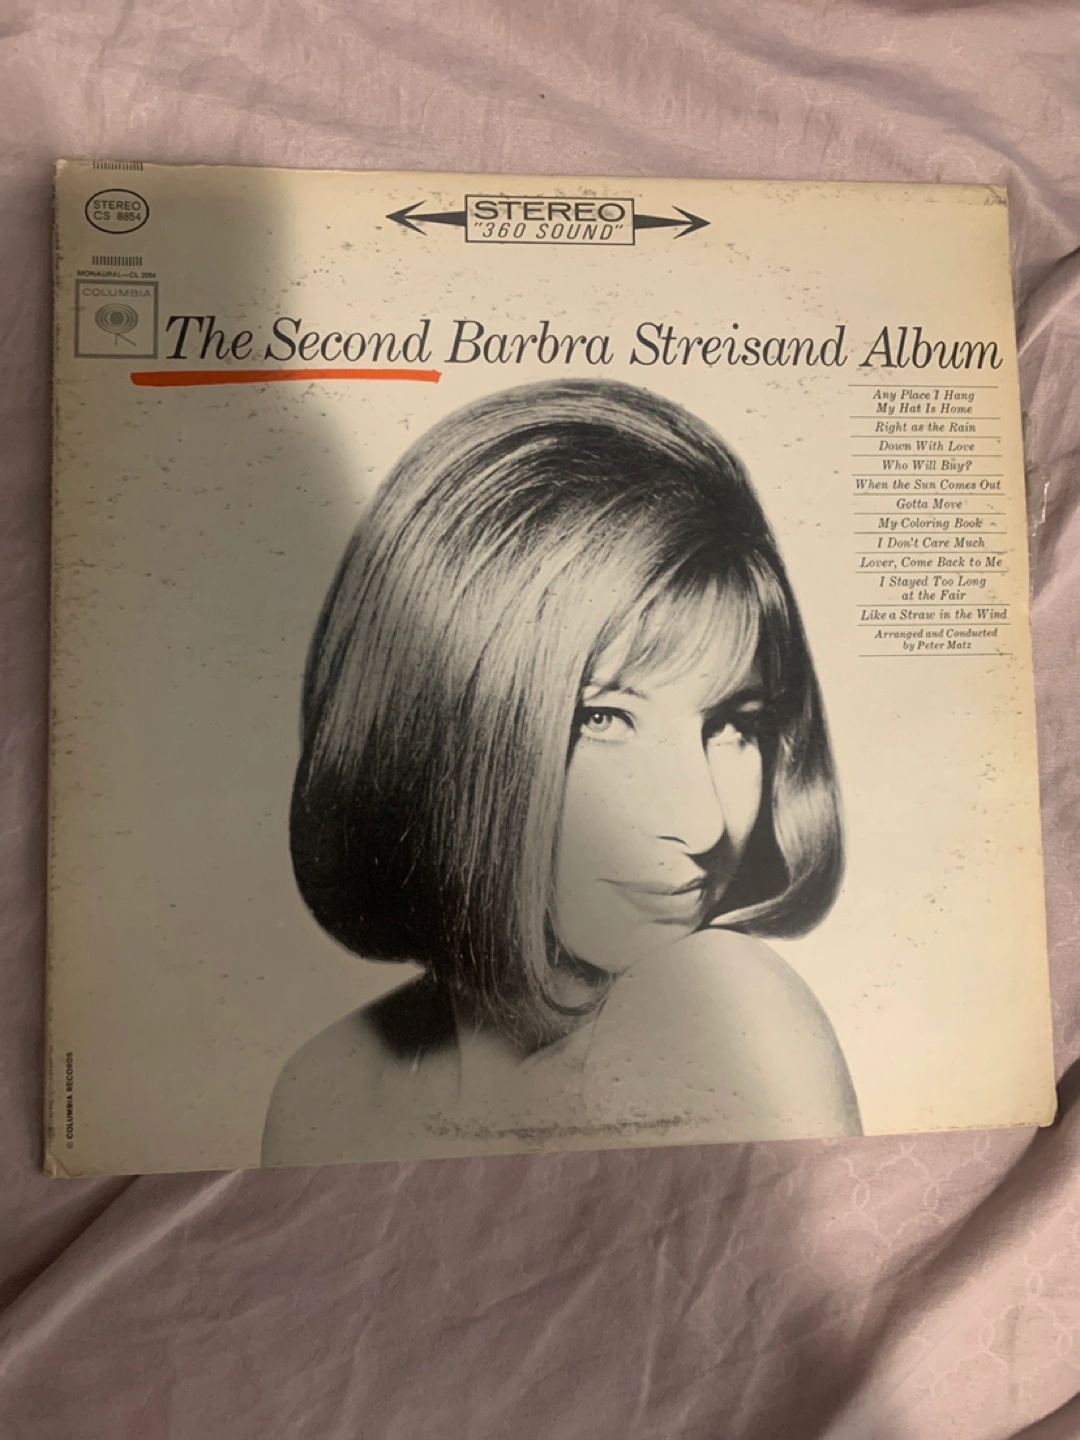 STEREO
CS 8854
STEREO
"360 SOUND"
MONAURAL—CL 2054
COLUMBIA
The Second Barbra Streisand Album
Any Place I Hang
My Hat Is Home
Right as the Rain
Down With Love
Who Will Buy?
When the Sun Comes Out
Gotta Move
My Coloring Book
I Don't Care Much
Lover, Come Back to Me
I Stayed Too Long
at the Fair
Like a Straw in the Wind
Arranged and Conducted
by Peter Matz
© COLUMBIA RECORDS